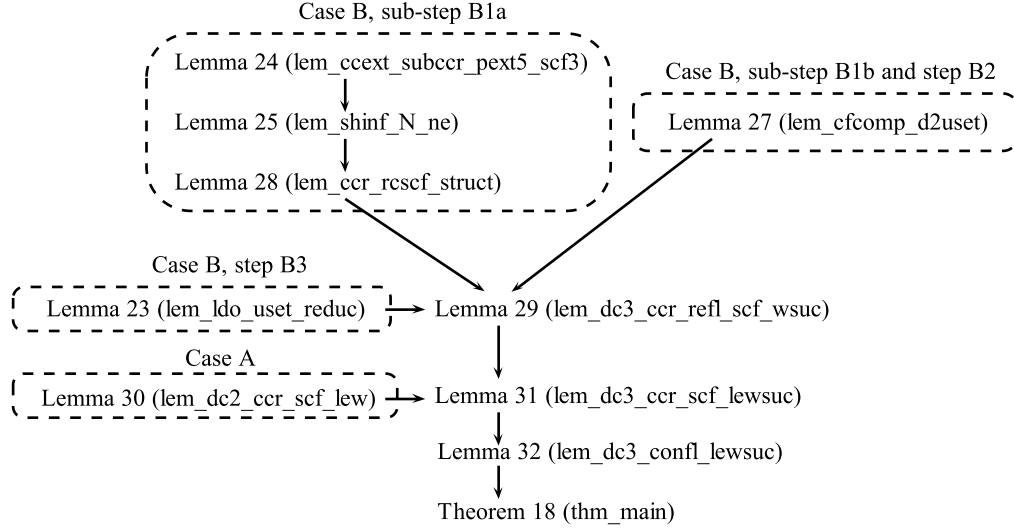 Case B, sub-step B1a
Lemma 24 (lem_ccext_subccr_pext5_scf3)
Case B, sub-step B1b and step B2
Lemma 25 (lem_shinf_N_ne)
Lemma 27 (lem_cfcomp_d2uset)
Lemma 28 (lem_ccr_rcscf_struct)
Case B, step B3
Lemma 23 (lem_ldo_uset_reduc)
Lemma 29 (lem_dc3_ccr_refl_scf_wsuc)
Case A
Lemma 30 (lem_dc2_ccr_scf_lew)
Lemma 31 (lem_dc3_ccr_scf_lewsuc)
Lemma 32 (lem_dc3_confl_lewsuc)
Theorem 18 (thm_main)